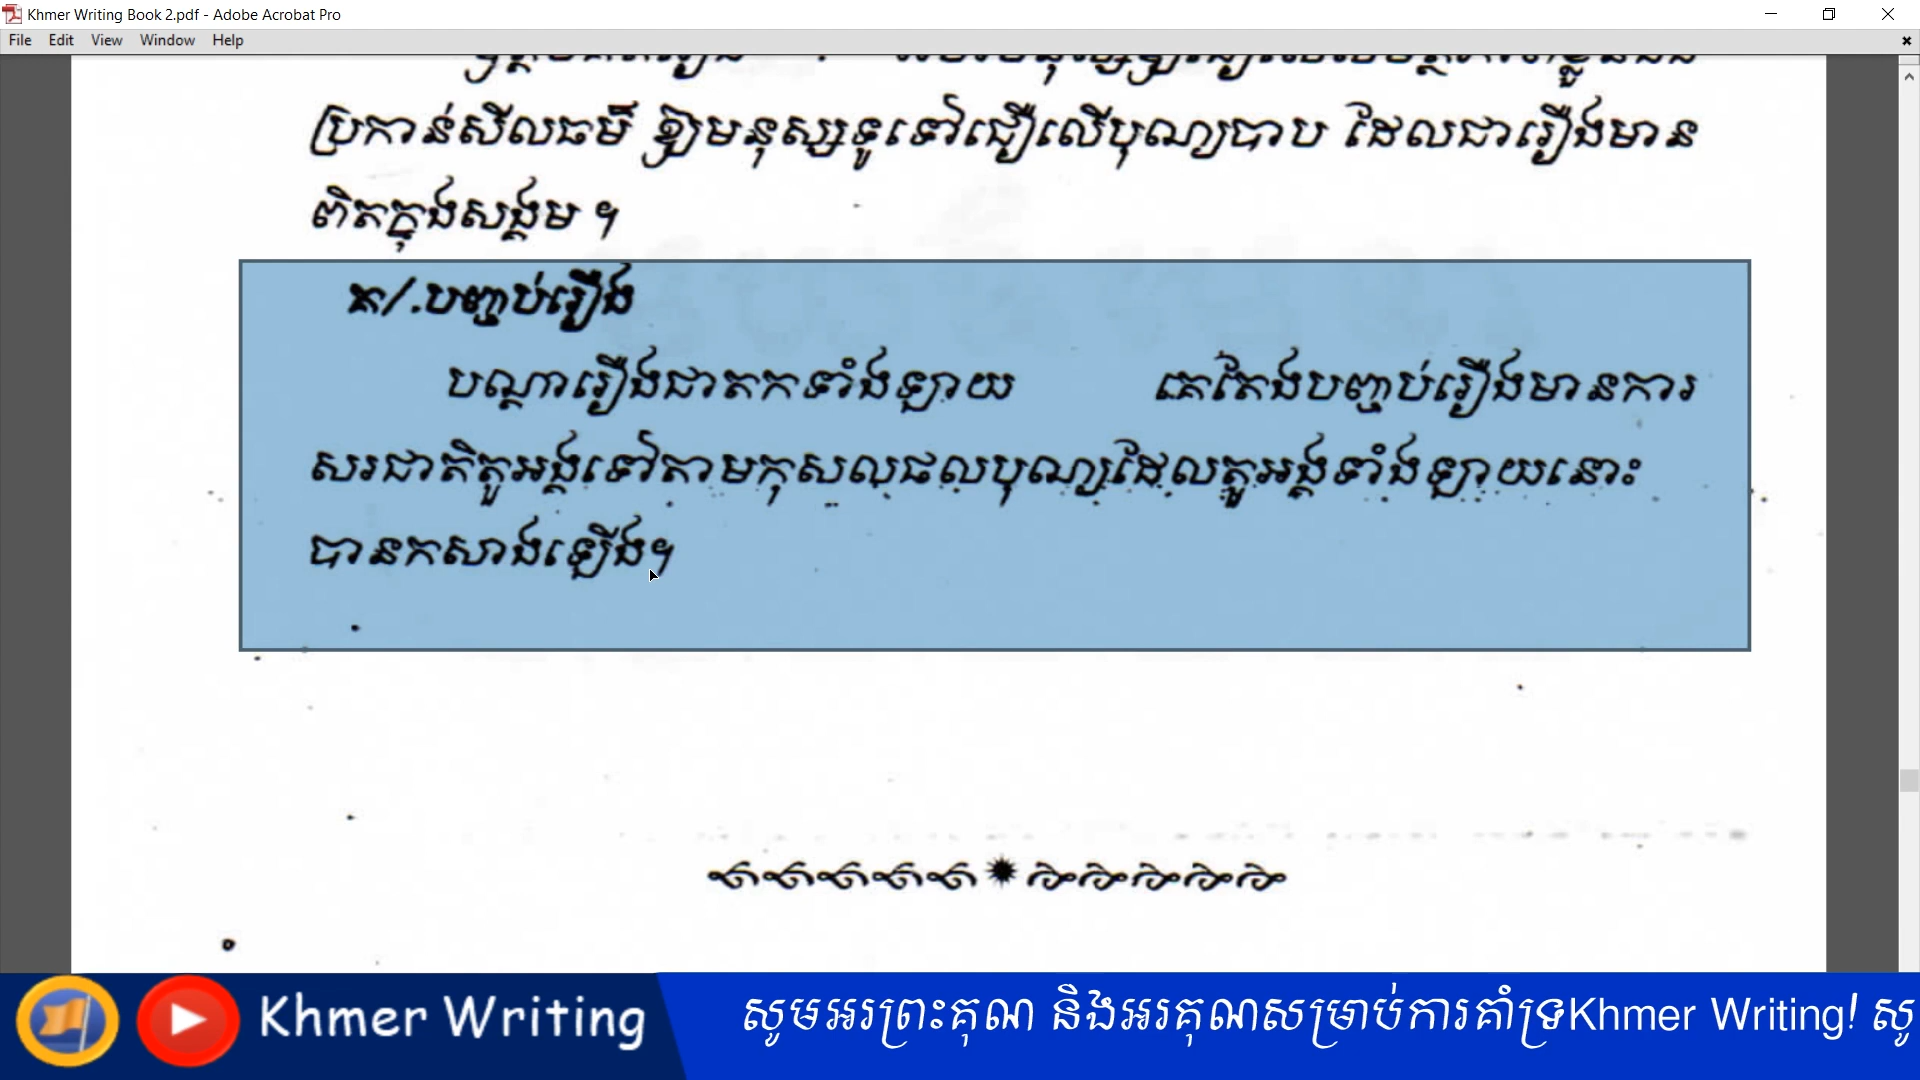 Khmer Writing Book 2.pdf - Adobe Acrobat Pro
File Edit View Window Help
ប្រកាន់សីលធម៌ ឱ្យមនុស្សទូទៅជឿលើបុណ្យបាប ដែលជារឿងមាន
ពិតក្នុងសង្គម ។
គ/.បញ្ចប់រឿង
បណ្តារឿងជាតកទាំងឡាយ គេតែងបញ្ចប់រឿងមានការ
សរជាតិតួអង្គទៅតាមកុសលផលបុណ្យដែលតួអង្គទាំងឡាយនោះ
បានកសាងឡើង។
Khmer Writing
សូមអរព្រះគុណ និងអរគុណសម្រាប់ការគាំទ្រKhmer Writing! សូ